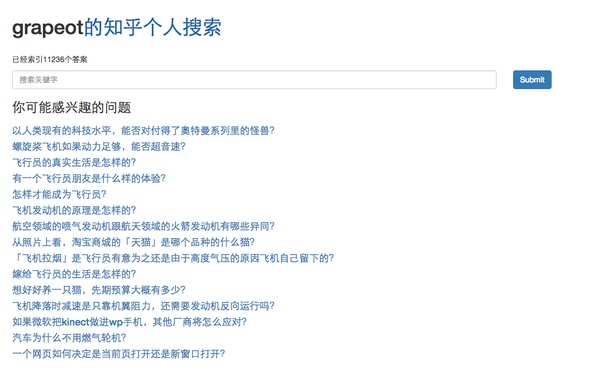 grapeot的知乎个人搜索
已经索引11236个答案
搜索关键字 Submit
你可能感兴趣的问题
以人类现有的科技水平，能否对付得了奥特曼系列里的怪兽？
螺旋桨飞机如果动力足够，能否超音速？
飞行员的真实生活是怎样的？
有一个飞行员朋友是什么样的体验？
怎样才能成为飞行员？
飞机发动机的原理是怎样的？
航空领域的喷气发动机跟航天领域的火箭发动机有哪些异同？
从照片上看，淘宝商城的「天猫」是哪个品种的什么猫？
「飞机拉烟」是飞行员有意为之还是由于高度气压的原因飞机自己留下的？
嫁给飞行员的生活是怎样的？
想好好养一只猫，先期预算大概有多少？
飞机降落时减速是只靠机翼阻力，还需要发动机反向运行吗？
如果微软把kinect做进wp手机，其他厂商将怎么应对？
汽车为什么不用燃气轮机？
一个网页如何决定是当前页打开还是新窗口打开？